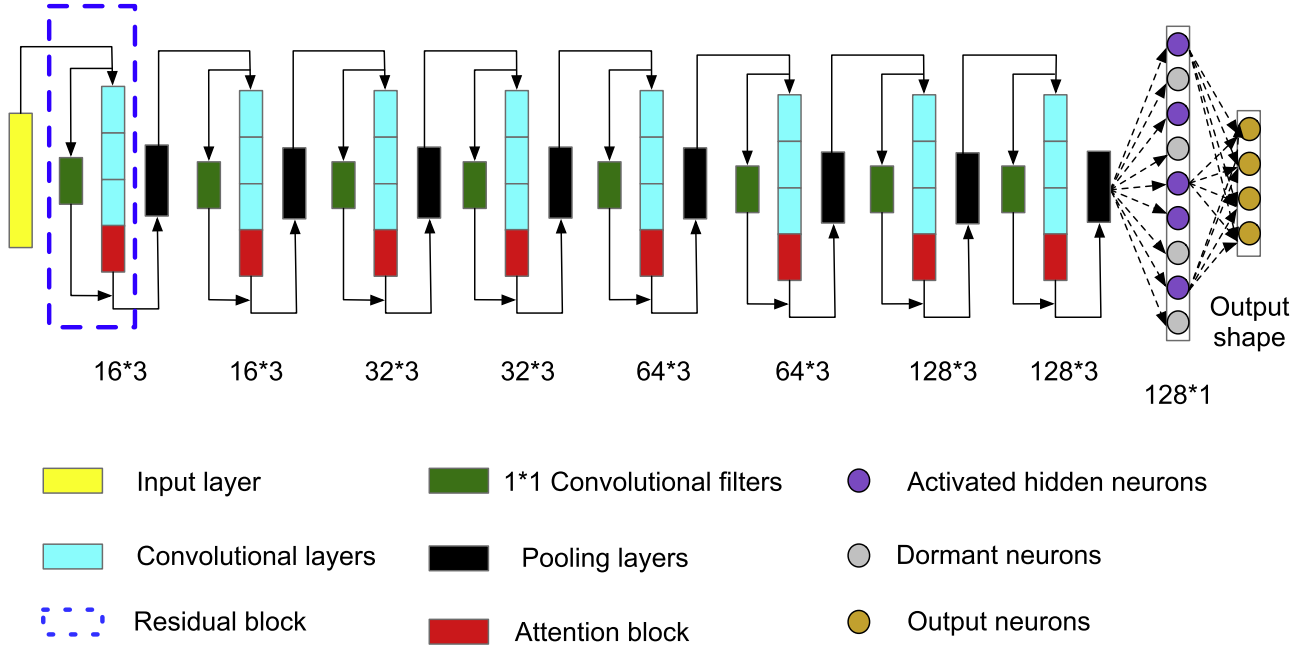 16*3
16*3
32*3
32*3
64*3
64*3
128*3
128*3
128*1
Output
shape
Input layer
1*1 Convolutional filters
Activated hidden neurons
Convolutional layers
Pooling layers
Dormant neurons
Residual block
Attention block
Output neurons